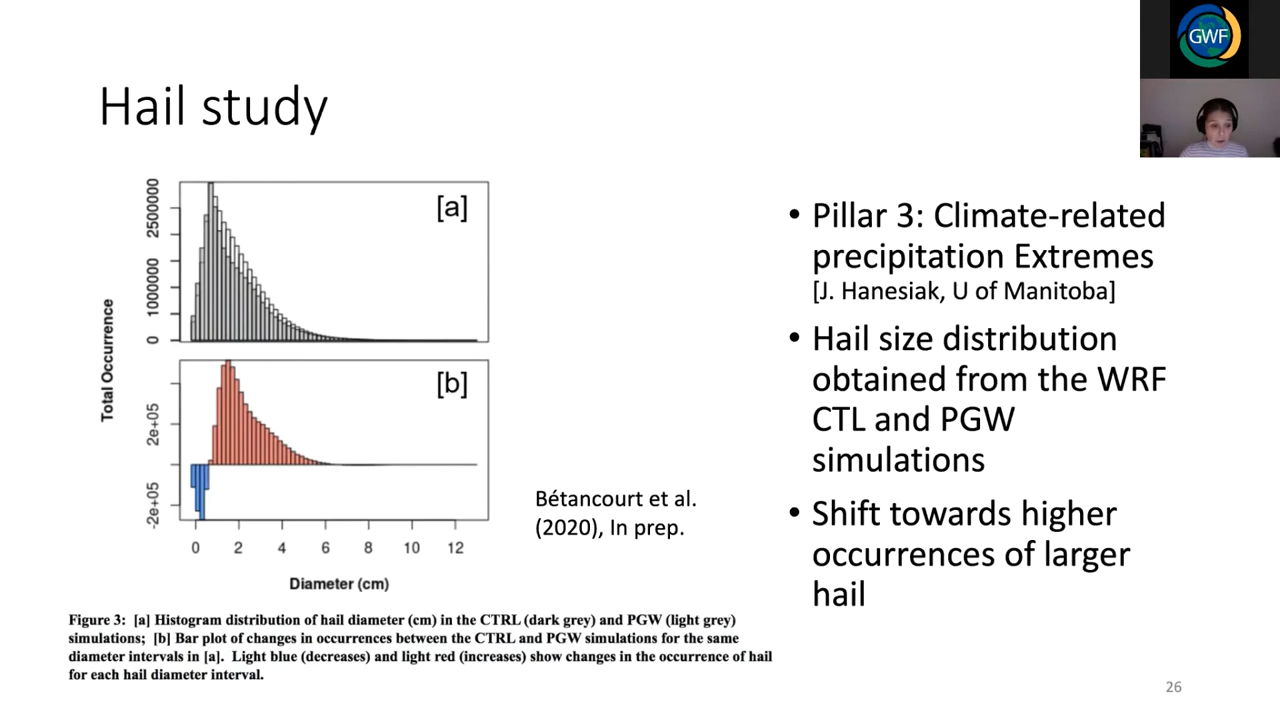 GWF
Hail study
[a]
2500000
1000000
0
Total Occurrence
[b]
2e+05
-2e+05
0 2 4 6 8 10 12
Diameter (cm)
Bétancourt et al.
(2020), In prep.
Figure 3: [a] Histogram distribution of hail diameter (cm) in the CTRL (dark grey) and PGW (light grey)
simulations; [b] Bar plot of changes in occurrences between the CTRL and PGW simulations for the same
diameter intervals in [a]. Light blue (decreases) and light red (increases) show changes in the occurrence of hail
for each hail diameter interval.
• Pillar 3: Climate-related
precipitation Extremes
[J. Hanesiak, U of Manitoba]
• Hail size distribution
obtained from the WRF
CTL and PGW
simulations
• Shift towards higher
occurrences of larger
hail
26